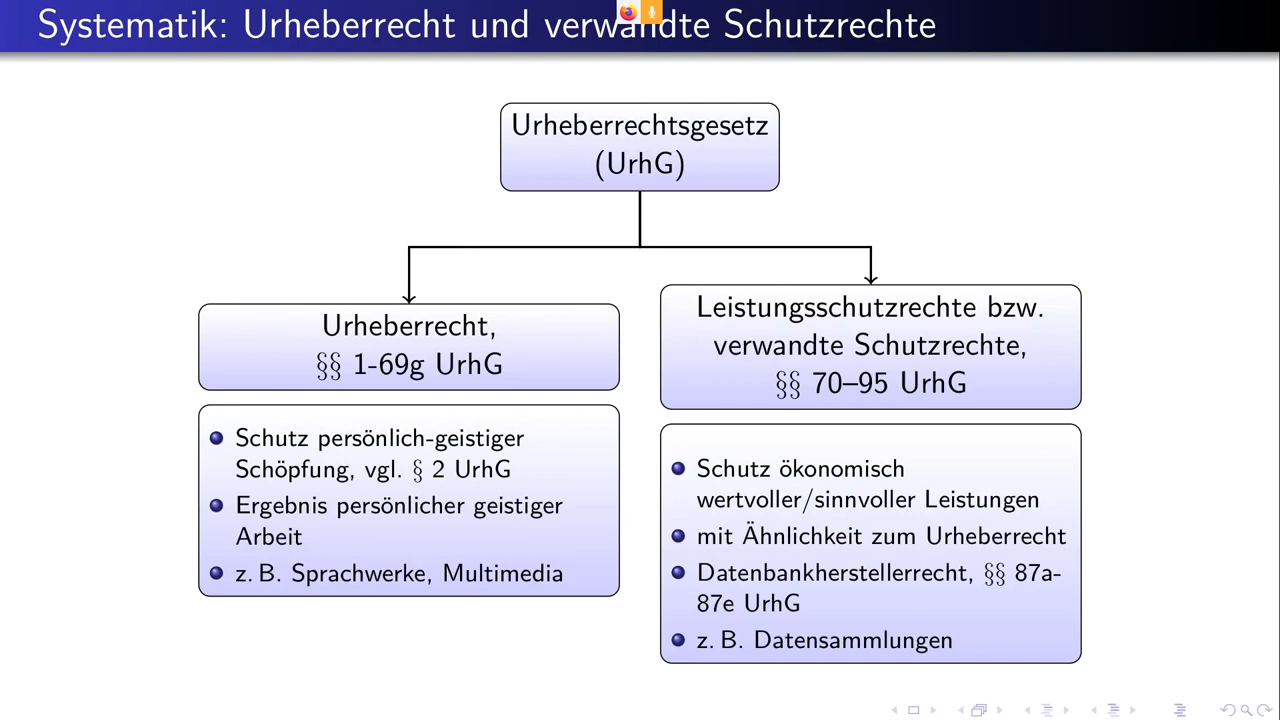 Systematik: Urheberrecht und verwandte Schutzrechte
Urheberrechtsgesetz
(UrhG)
Urheberrecht,
§§ 1-69g UrhG
Schutz persönlich-geistiger
Schöpfung, vgl. § 2 UrhG
Ergebnis persönlicher geistiger
Arbeit
z. B. Sprachwerke, Multimedia
Leistungsschutzrechte bzw.
verwandte Schutzrechte,
§§ 70–95 UrhG
Schutz ökonomisch
wertvoller/sinnvoller Leistungen
mit Ähnlichkeit zum Urheberrecht
Datenbankherstellerrecht, §§ 87a-
87e UrhG
z. B. Datensammlungen